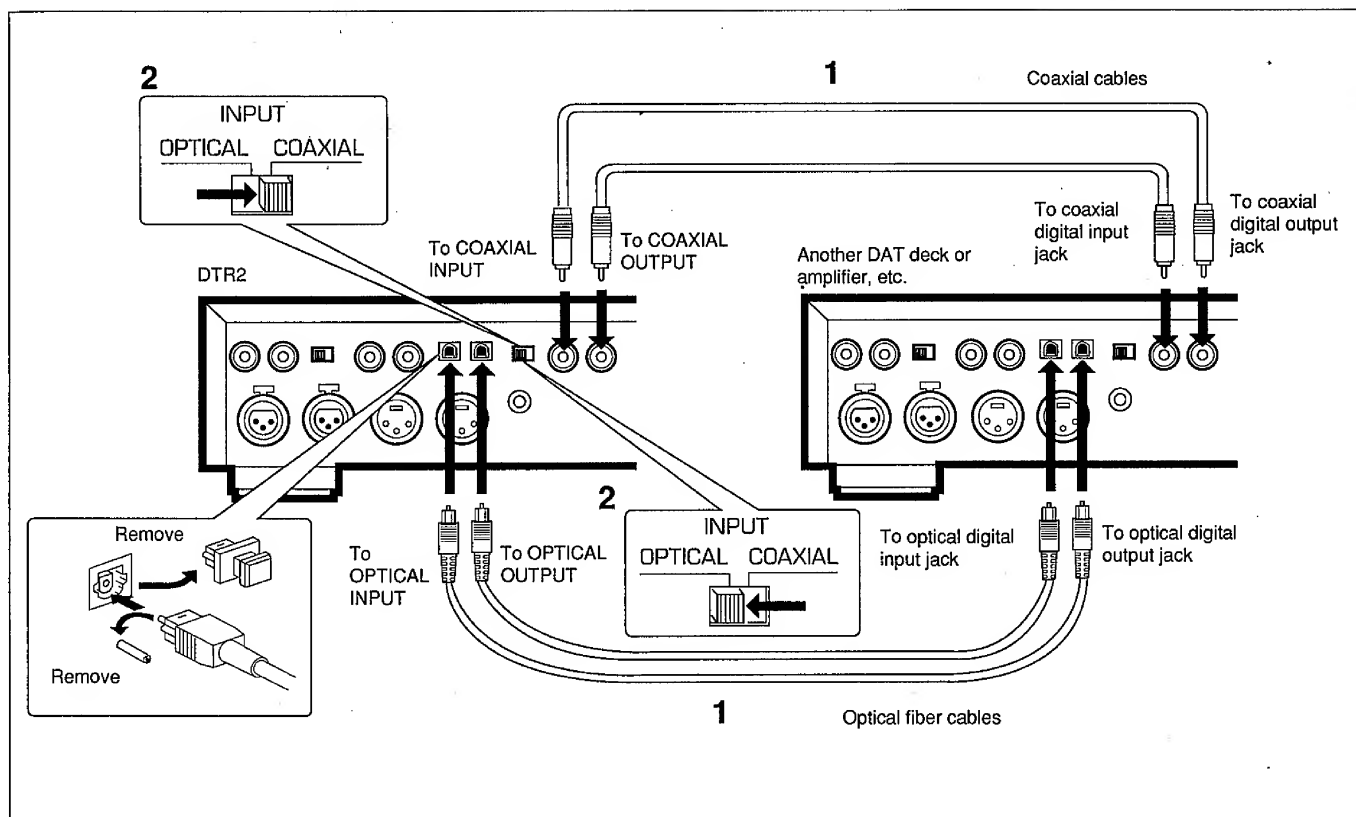 1
Coaxial cables
2
INPUT
OPTICAL COAXIAL
To COAXIAL
INPUT
To COAXIAL
OUTPUT
To coaxial
digital input
jack
To coaxial
digital output
jack
DTR2
Another DAT deck or
amplifier, etc.
Remove
Remove
To
OPTICAL
INPUT
To OPTICAL
OUTPUT
2
INPUT
OPTICAL COAXIAL
To optical digital
input jack
To optical digital
output jack
1
Optical fiber cables